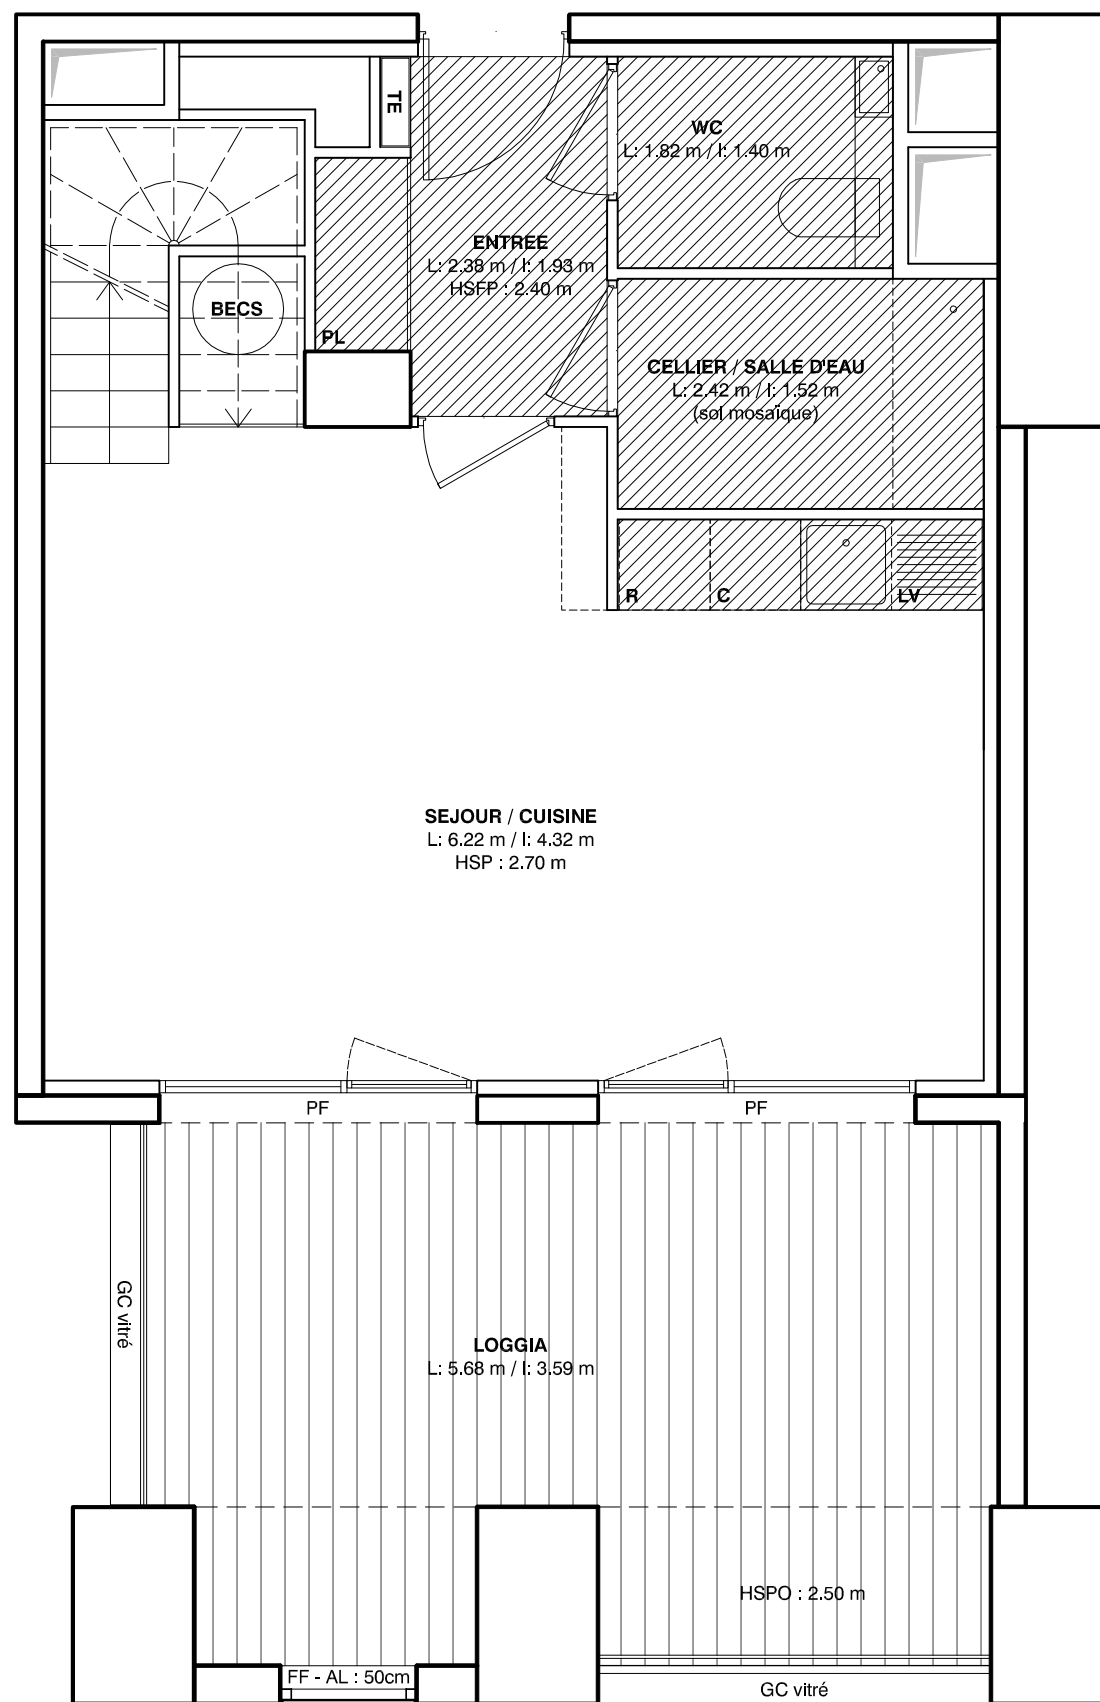 TE
WC
L: 1.82 m / l: 1.40 m
ENTREE
L: 2.38 m / l: 1.93 m
HSFP : 2.40 m
BECS
PL
CELLIER / SALLE D'EAU
L: 2.42 m / l: 1.52 m
(sol mosaïque)
R
C
LV
SEJOUR / CUISINE
L: 6.22 m / l: 4.32 m
HSP : 2.70 m
PF
PF
GC vitré
LOGGIA
L: 5.68 m / l: 3.59 m
HSPO : 2.50 m
FF - AL : 50cm
GC vitré